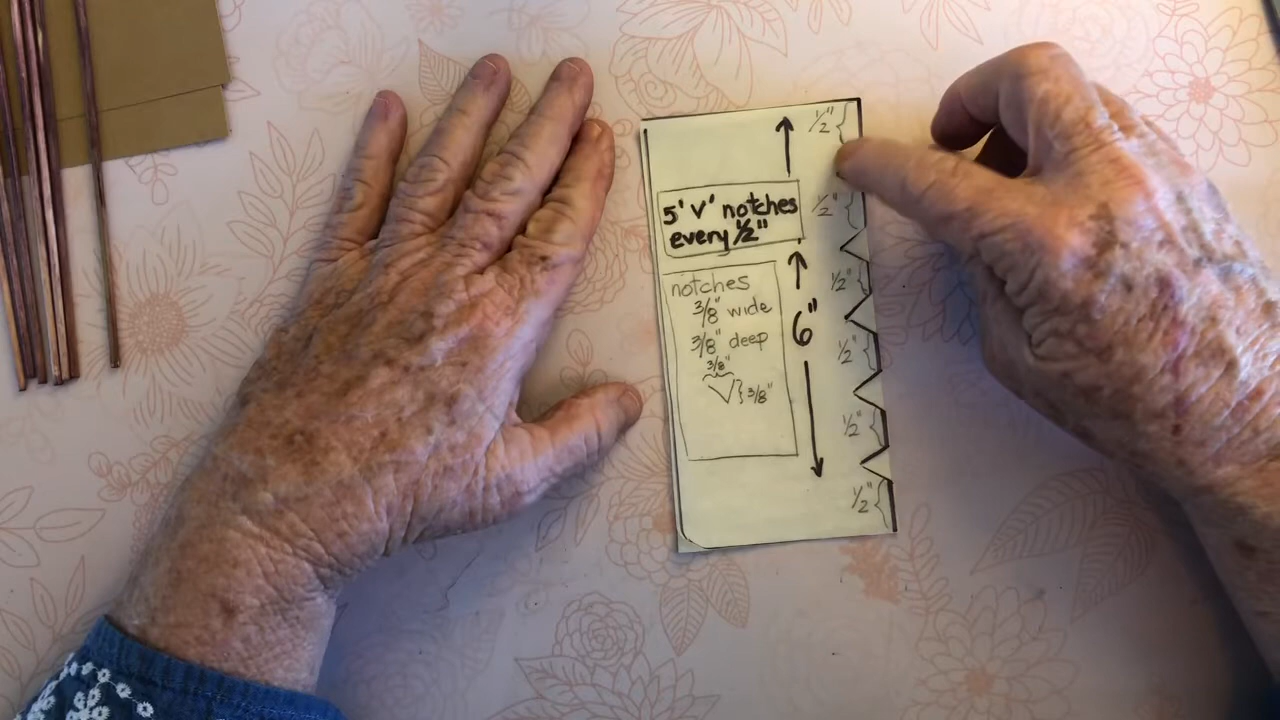 1/2"
5 'v' notches
every 1/2"
1/2"
notches
3/8" wide
3/8" deep
3/8"
3/8"
6"
1/2"
1/2"
1/2"
1/2"